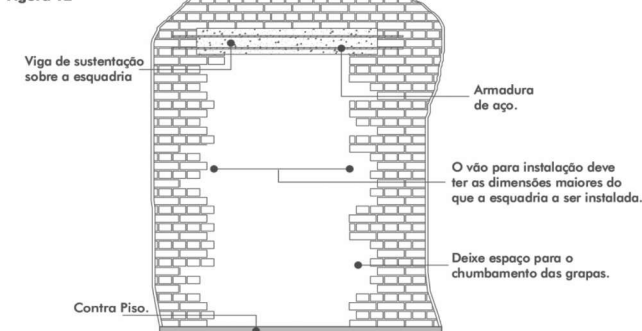 Viga de sustentação
sobre a esquadria
Armadura
de aço.
O vão para instalação deve
ter as dimensões maiores do
que a esquadria a ser instalada.
Deixe espaço para o
chumbamento das grapas.
Contra Piso.